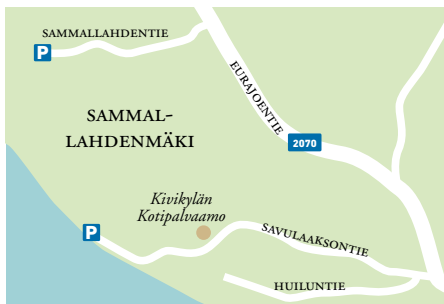 SAMMALLAHDENTIE
P
EURAJOENTIE
SAMMAL-
LAHDENMÄKI
2070
Kivikylän
Kotipalvaamo
P
SAVULAAKSONTIE
HUILUNTIE